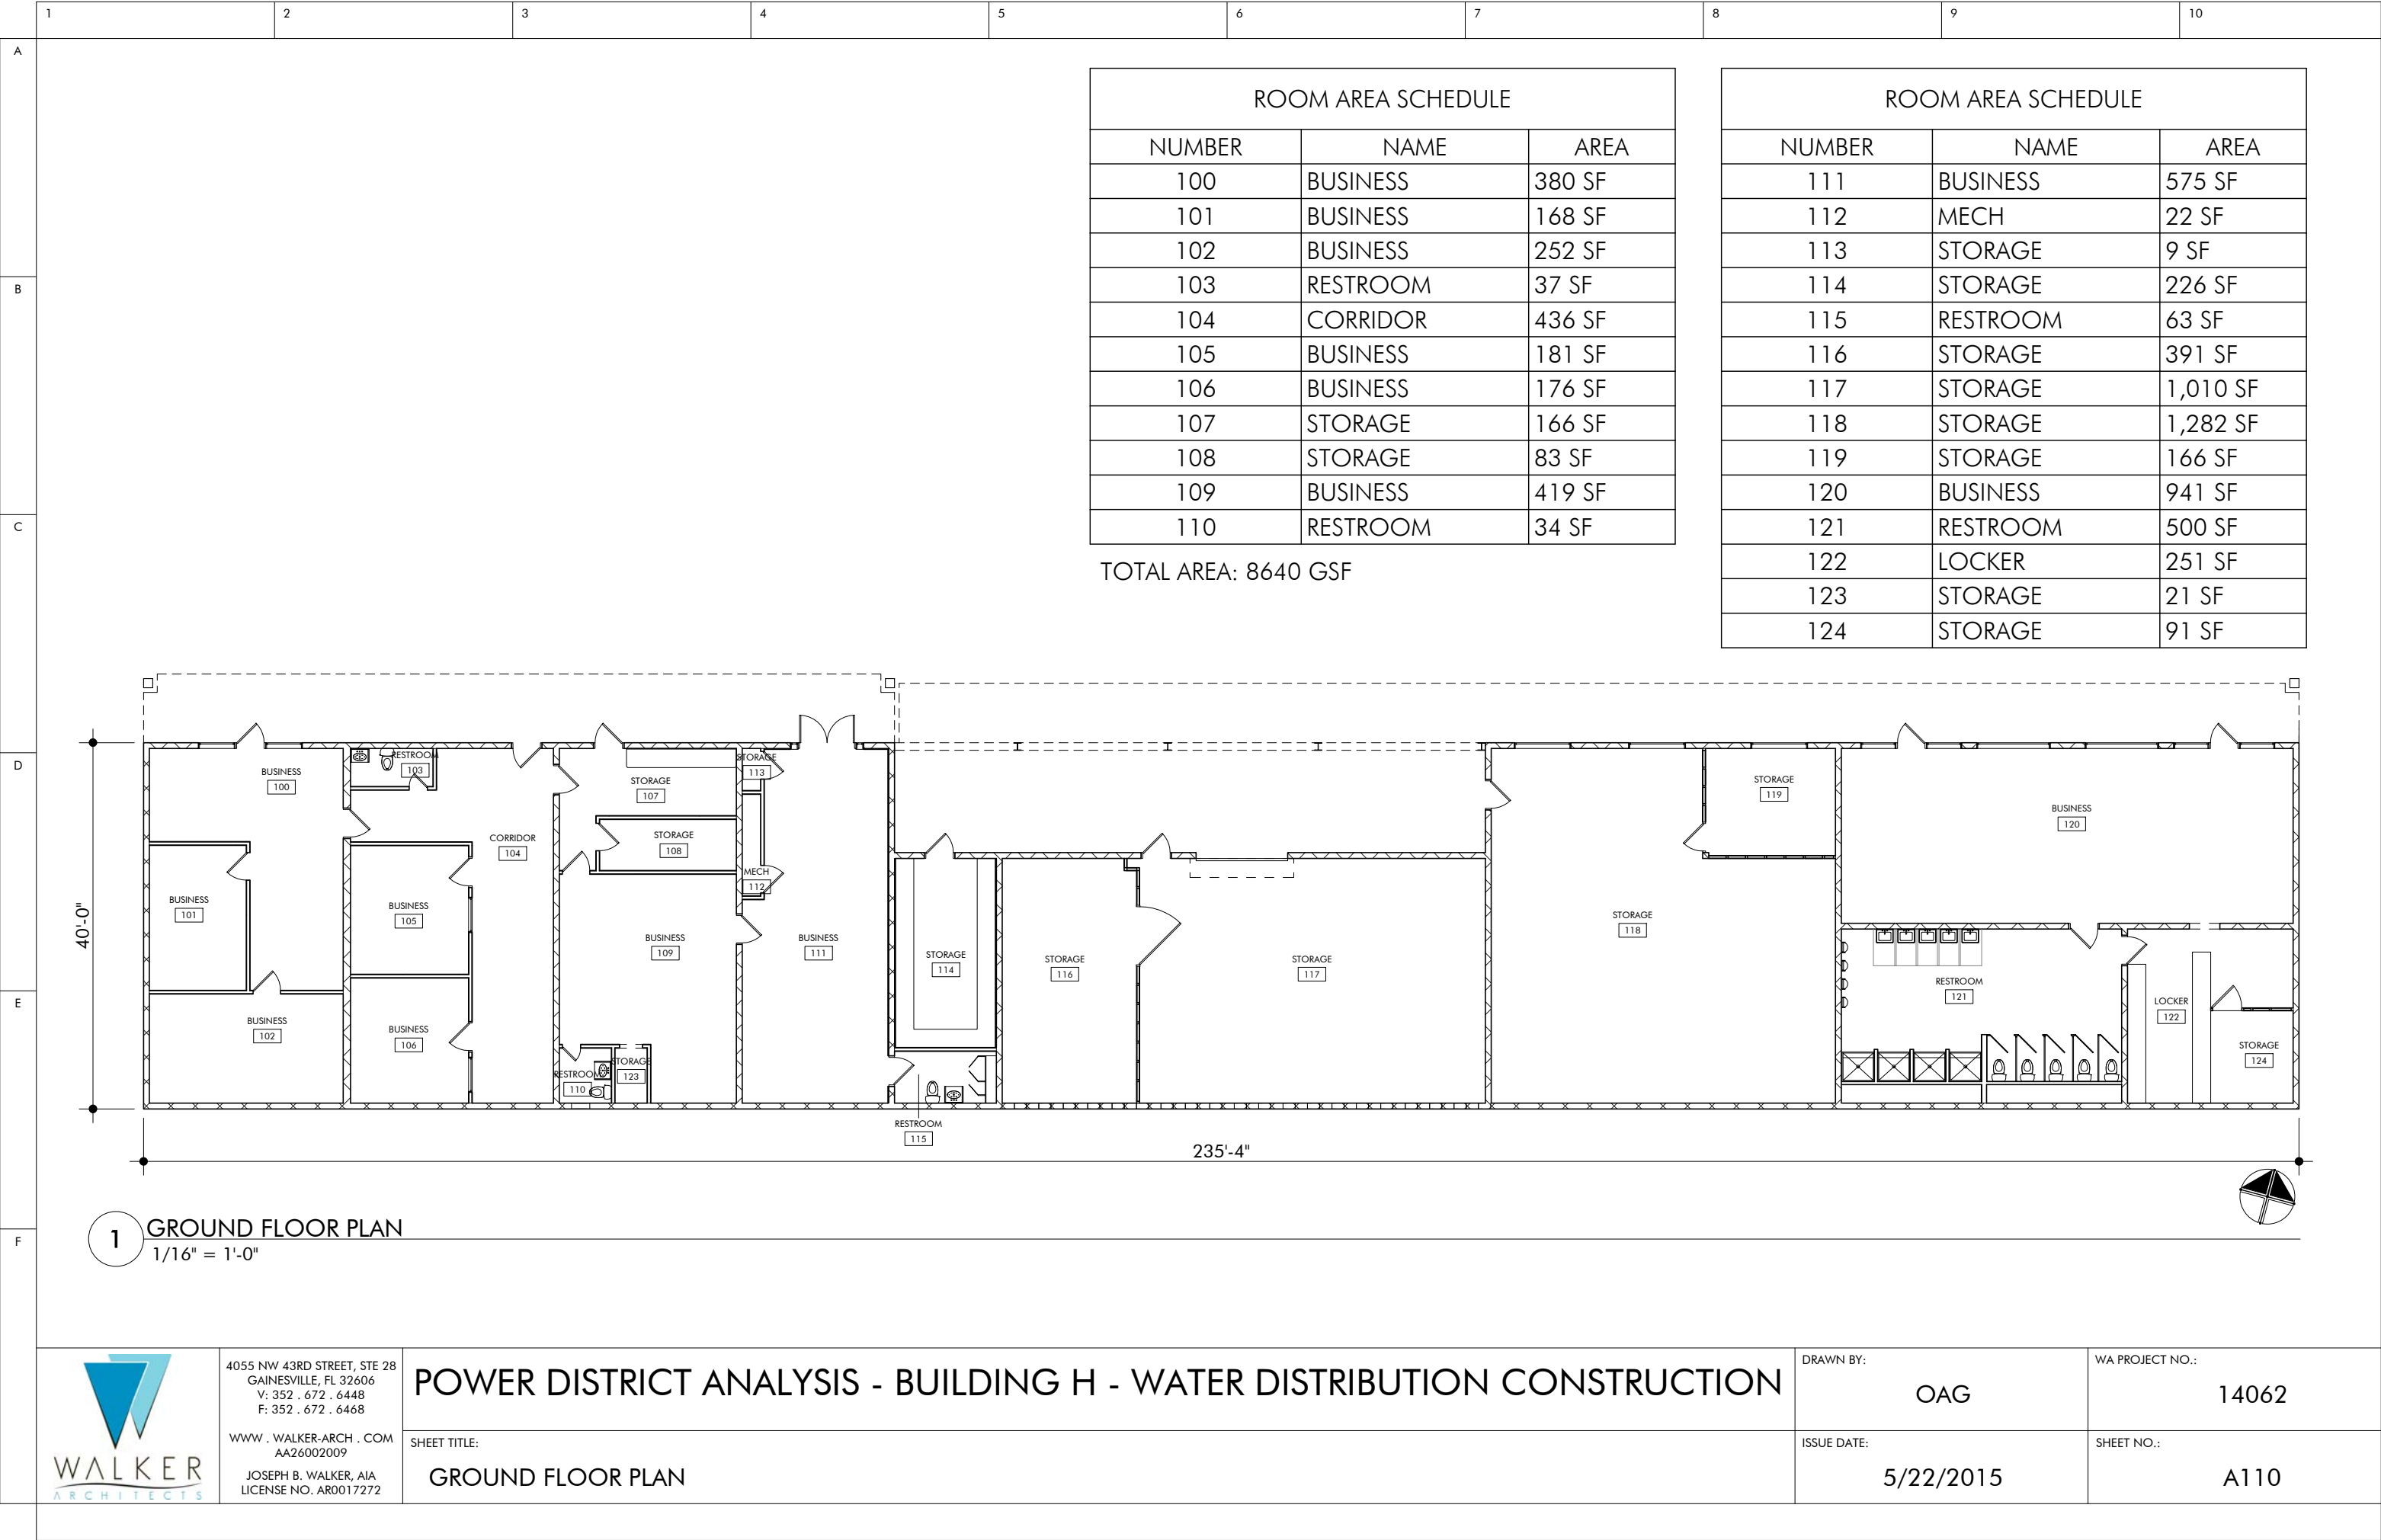 1 2 3 4 5 6 7 8 9 10
A
B
C
D
E
F
ROOM AREA SCHEDULE
NUMBER NAME AREA
100 BUSINESS 380 SF
101 BUSINESS 168 SF
102 BUSINESS 252 SF
103 RESTROOM 37 SF
104 CORRIDOR 436 SF
105 BUSINESS 181 SF
106 BUSINESS 176 SF
107 STORAGE 166 SF
108 STORAGE 83 SF
109 BUSINESS 419 SF
110 RESTROOM 34 SF
TOTAL AREA: 8640 GSF
ROOM AREA SCHEDULE
NUMBER NAME AREA
111 BUSINESS 575 SF
112 MECH 22 SF
113 STORAGE 9 SF
114 STORAGE 226 SF
115 RESTROOM 63 SF
116 STORAGE 391 SF
117 STORAGE 1,010 SF
118 STORAGE 1,282 SF
119 STORAGE 166 SF
120 BUSINESS 941 SF
121 RESTROOM 500 SF
122 LOCKER 251 SF
123 STORAGE 21 SF
124 STORAGE 91 SF
40'-0"
BUSINESS
100
BUSINESS
101
BUSINESS
102
RESTROOM
103
CORRIDOR
104
BUSINESS
105
BUSINESS
106
STORAGE
107
STORAGE
108
BUSINESS
109
RESTROOM
110
STORAGE
123
STORAGE
113
MECH
112
BUSINESS
111
STORAGE
114
RESTROOM
115
STORAGE
116
STORAGE
117
STORAGE
118
STORAGE
119
BUSINESS
120
RESTROOM
121
LOCKER
122
STORAGE
124
235'-4"
1 GROUND FLOOR PLAN
1/16" = 1'-0"
WALKER
ARCHITECTS
4055 NW 43RD STREET, STE 28
GAINESVILLE, FL 32606
V: 352 . 672 . 6448
F: 352 . 672 . 6468
WWW . WALKER-ARCH . COM
AA26002009
JOSEPH B. WALKER, AIA
LICENSE NO. AR0017272
POWER DISTRICT ANALYSIS - BUILDING H - WATER DISTRIBUTION CONSTRUCTION
SHEET TITLE:
GROUND FLOOR PLAN
DRAWN BY:
OAG
WA PROJECT NO.:
14062
ISSUE DATE:
5/22/2015
SHEET NO.:
A110